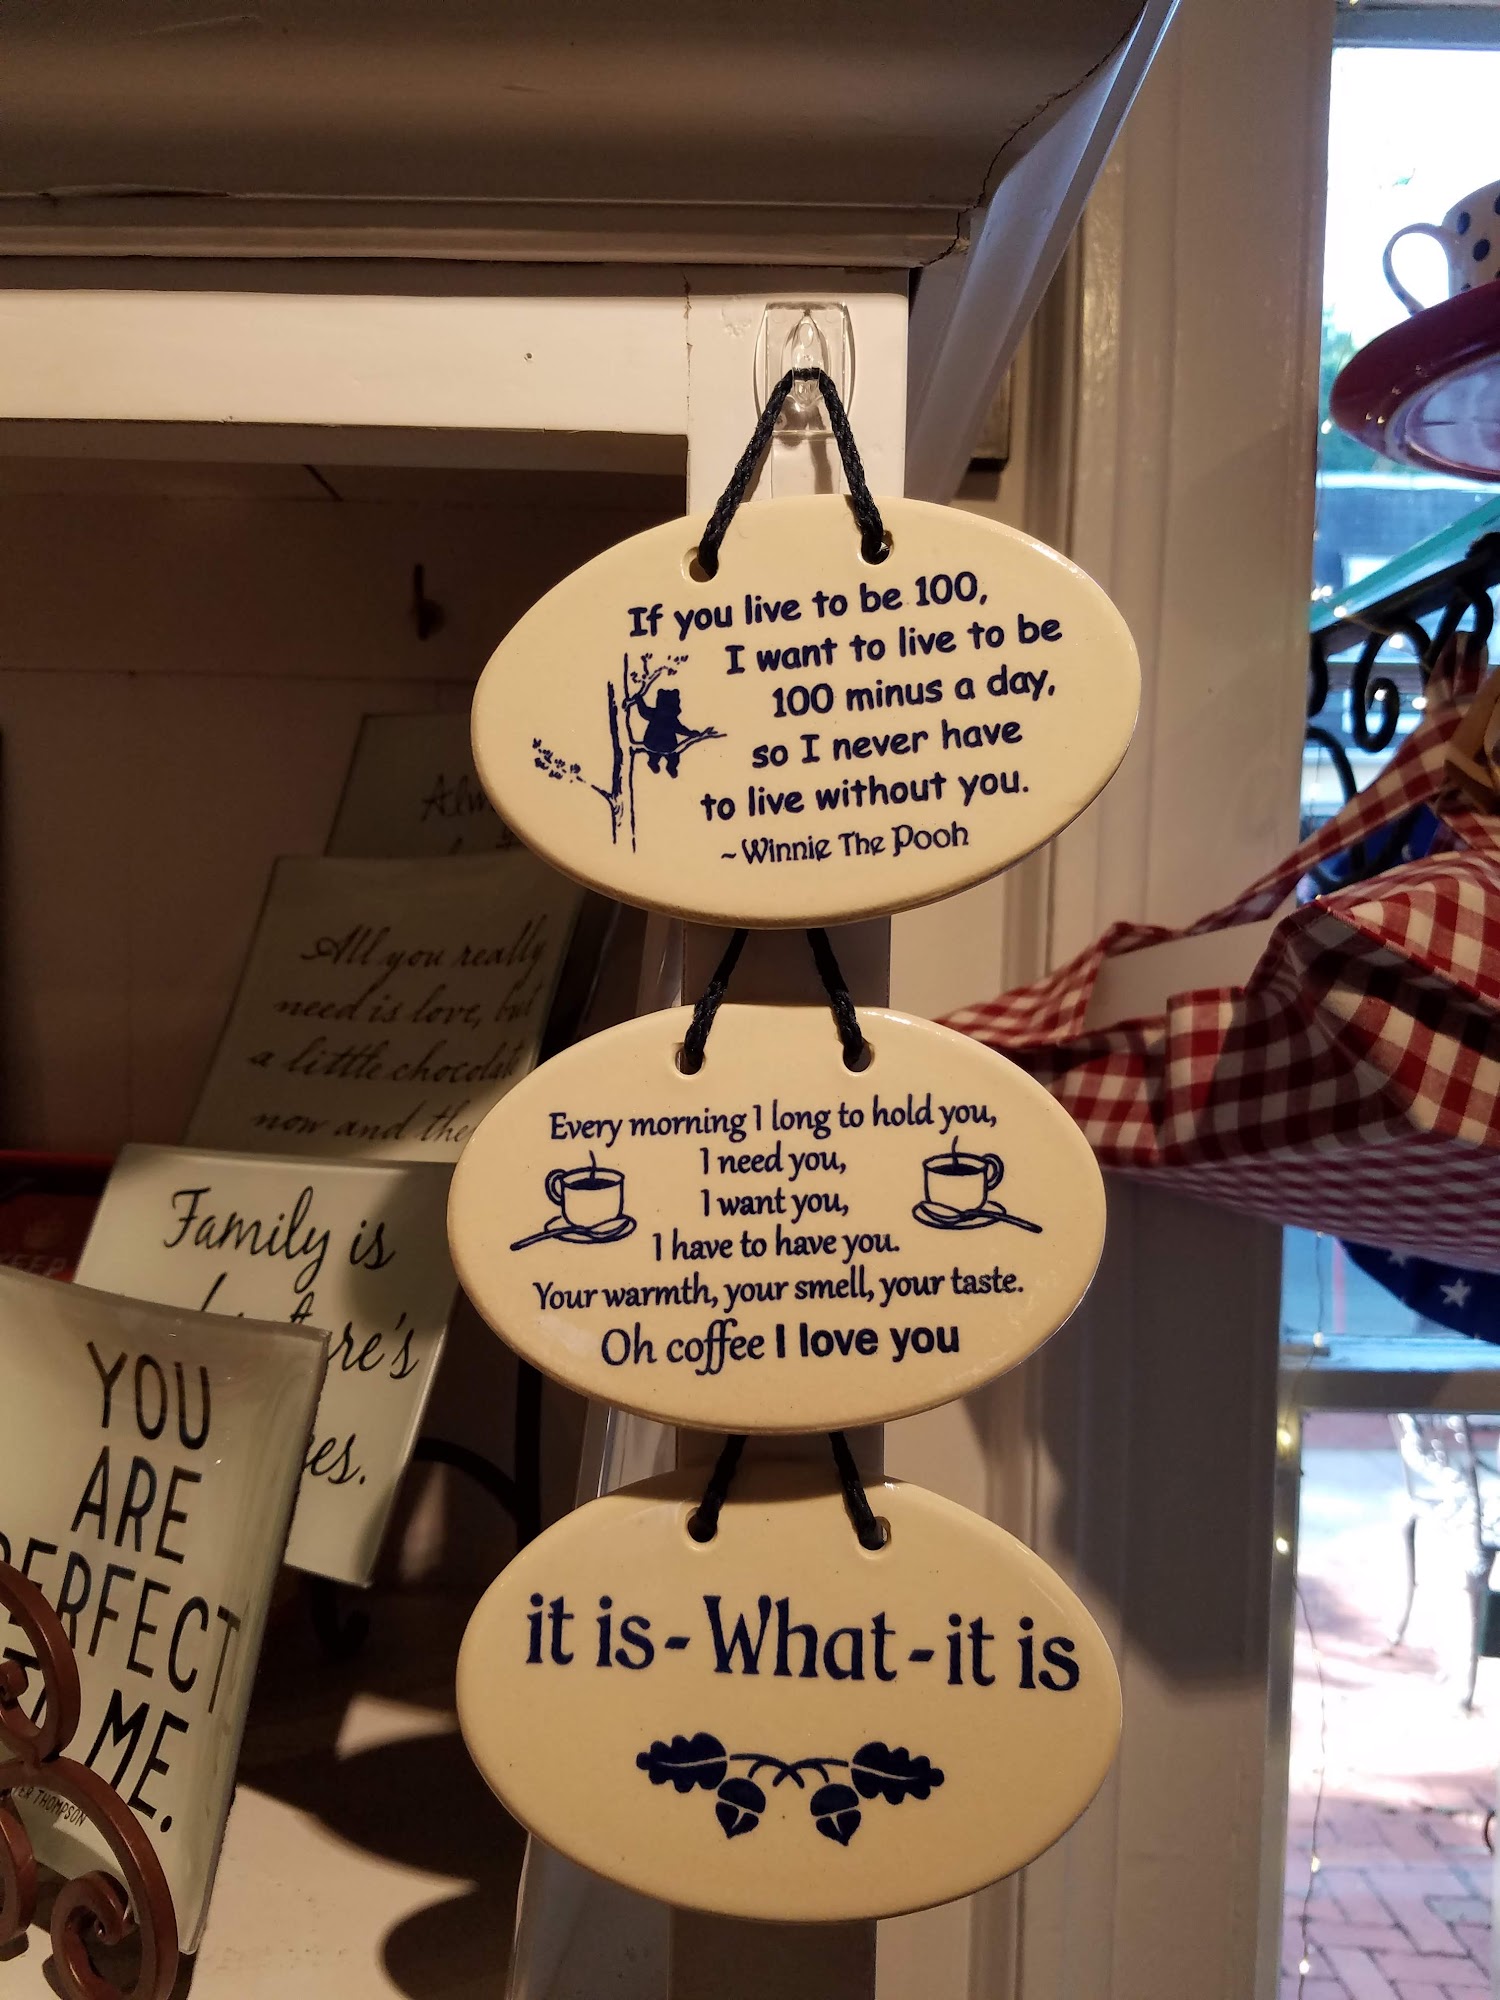 If you live to be 100,
I want to live to be
100 minus a day,
so I never have
to live without you.
~Winnie The Pooh
Every morning I long to hold you,
I need you,
I want you,
I have to have you.
Your warmth, your smell, your taste.
Oh coffee I love you
it is - What - it is
All you really
need is love, but
a little
now and
Family is
YOU
ARE
PERFECT
ME.
THOMPSON